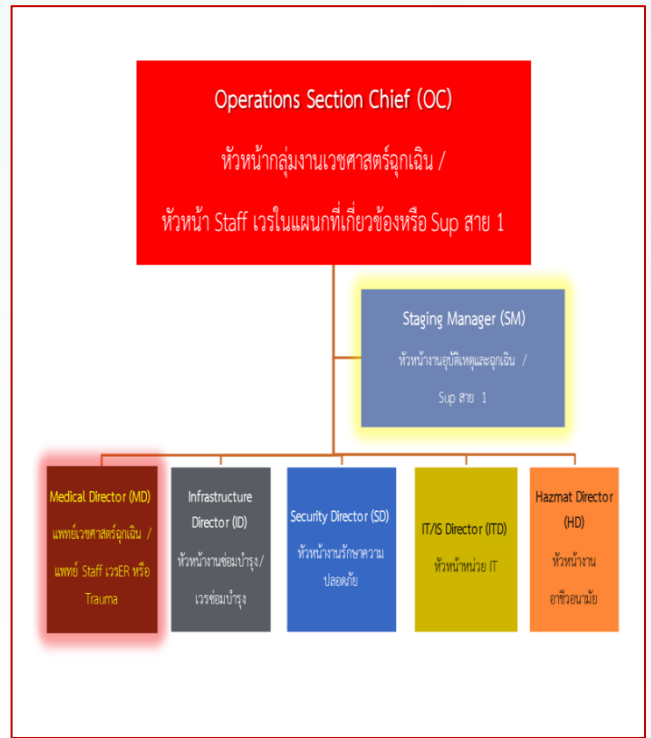 Operations Section Chief (OC)
หัวหน้ากลุ่มงานเวชศาสตร์ฉุกเฉิน /
หัวหน้า Staff เวรในแผนกที่เกี่ยวข้องหรือ Sup สาย 1
Staging Manager (SM)
หัวหน้างานอุบัติเหตุและฉุกเฉิน /
Sup สาย 1
Medical Director (MD)
แพทย์เวชศาสตร์ฉุกเฉิน /
แพทย์ Staff เวรER หรือ
Trauma
Infrastructure
Director (ID)
หัวหน้างานซ่อมบำรุง/
เวรซ่อมบำรุง
Security Director (SD)
หัวหน้างานรักษาความ
ปลอดภัย
IT/IS Director (ITD)
หัวหน้าหน่วย IT
Hazmat Director
(HD)
หัวหน้างาน
อาชีวอนามัย